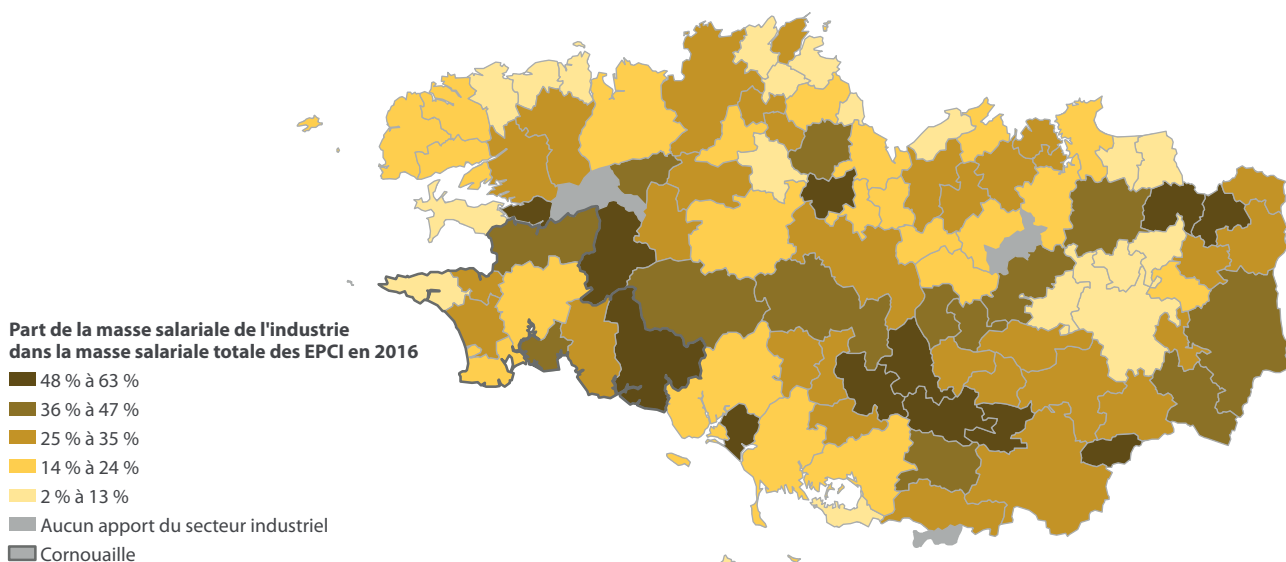 Part de la masse salariale de l'industrie
dans la masse salariale totale des EPCI en 2016
48 % à 63 %
36 % à 47 %
25 % à 35 %
14 % à 24 %
2 % à 13 %
Aucun apport du secteur industriel
Cornouaille